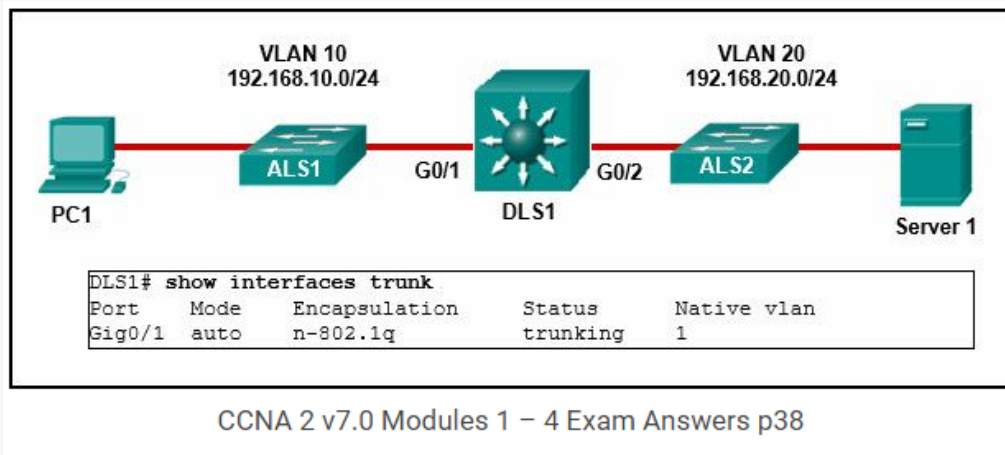 VLAN 10
192.168.10.0/24
VLAN 20
192.168.20.0/24
PC1
ALS1
G0/1
DLS1
G0/2
ALS2
Server 1
DLS1# show interfaces trunk
Port Mode Encapsulation Status Native vlan
Gig0/1 auto n-802.1q trunking 1
CCNA 2 v7.0 Modules 1 – 4 Exam Answers p38